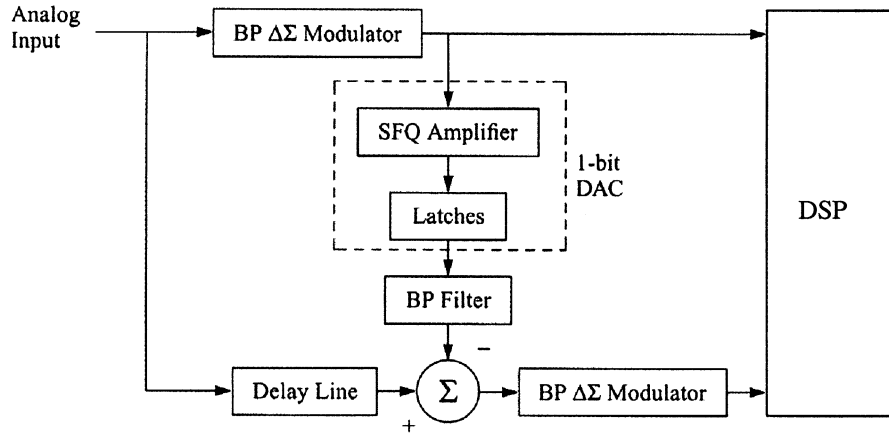 Analog
Input
BP ΔΣ Modulator
SFQ Amplifier
1-bit
DAC
Latches
DSP
BP Filter
−
Delay Line
Σ
BP ΔΣ Modulator
+